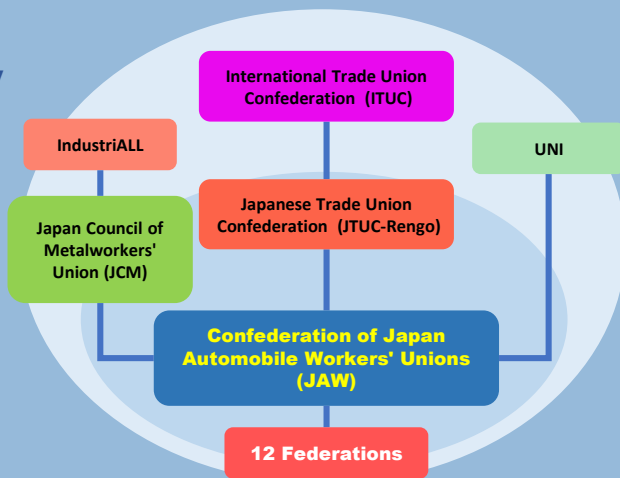 International Trade Union
Confederation (ITUC)
IndustriALL
UNI
Japan Council of
Metalworkers'
Union (JCM)
Japanese Trade Union
Confederation (JTUC-Rengo)
Confederation of Japan
Automobile Workers' Unions
(JAW)
12 Federations